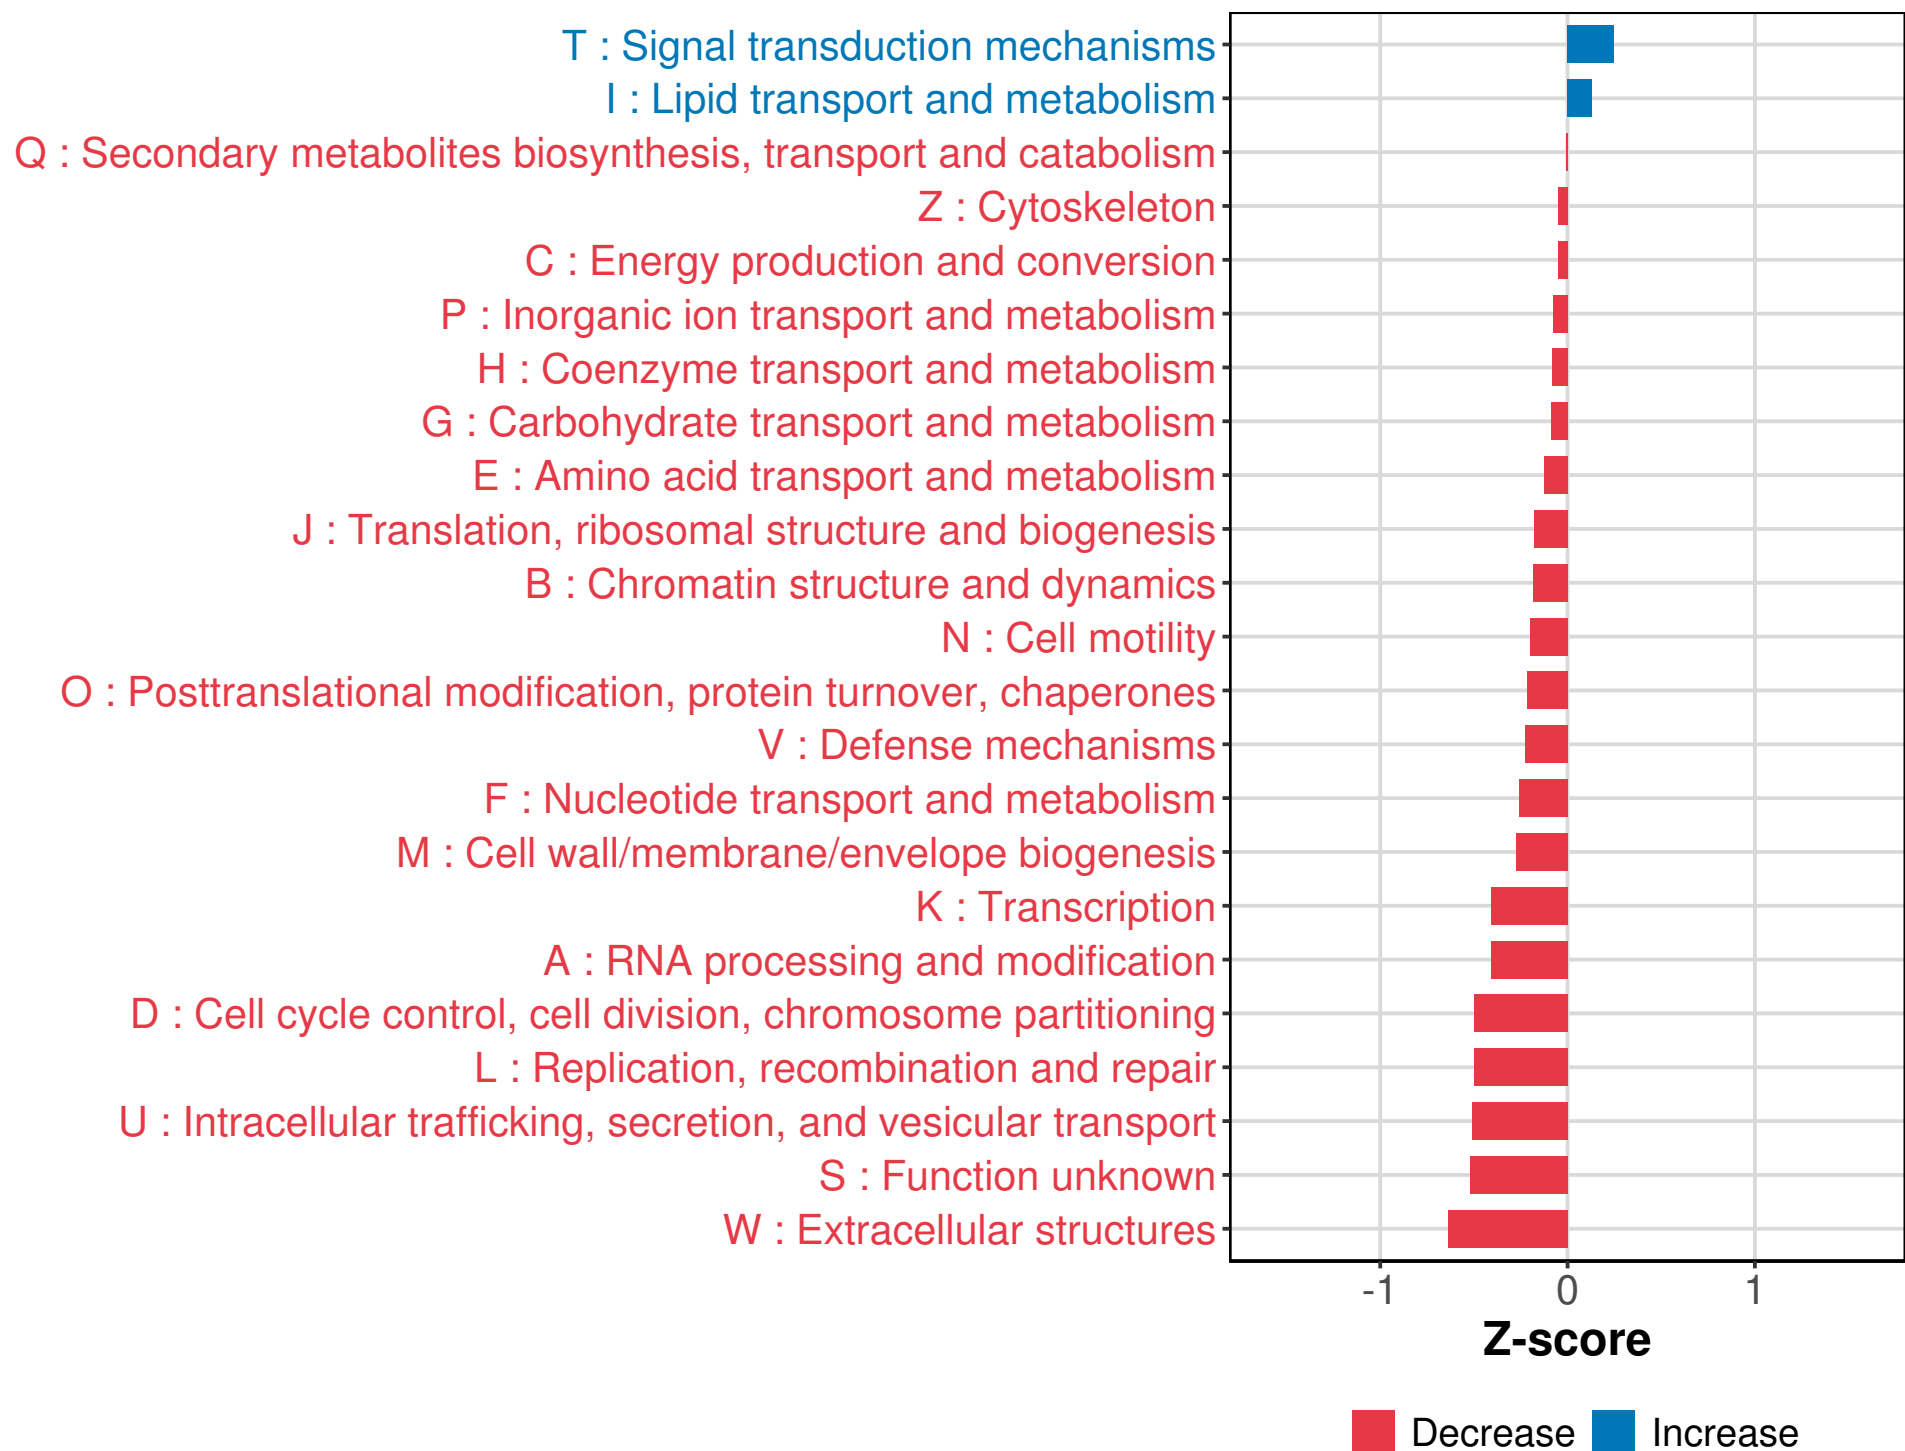 T : Signal transduction mechanisms
I : Lipid transport and metabolism
Q : Secondary metabolites biosynthesis, transport and catabolism
Z : Cytoskeleton
C : Energy production and conversion
P : Inorganic ion transport and metabolism
H : Coenzyme transport and metabolism
G : Carbohydrate transport and metabolism
E : Amino acid transport and metabolism
J : Translation, ribosomal structure and biogenesis
B : Chromatin structure and dynamics
N : Cell motility
O : Posttranslational modification, protein turnover, chaperones
V : Defense mechanisms
F : Nucleotide transport and metabolism
M : Cell wall/membrane/envelope biogenesis
K : Transcription
A : RNA processing and modification
D : Cell cycle control, cell division, chromosome partitioning
L : Replication, recombination and repair
U : Intracellular trafficking, secretion, and vesicular transport
S : Function unknown
W : Extracellular structures
-1 0 1
Z-score
Decrease Increase